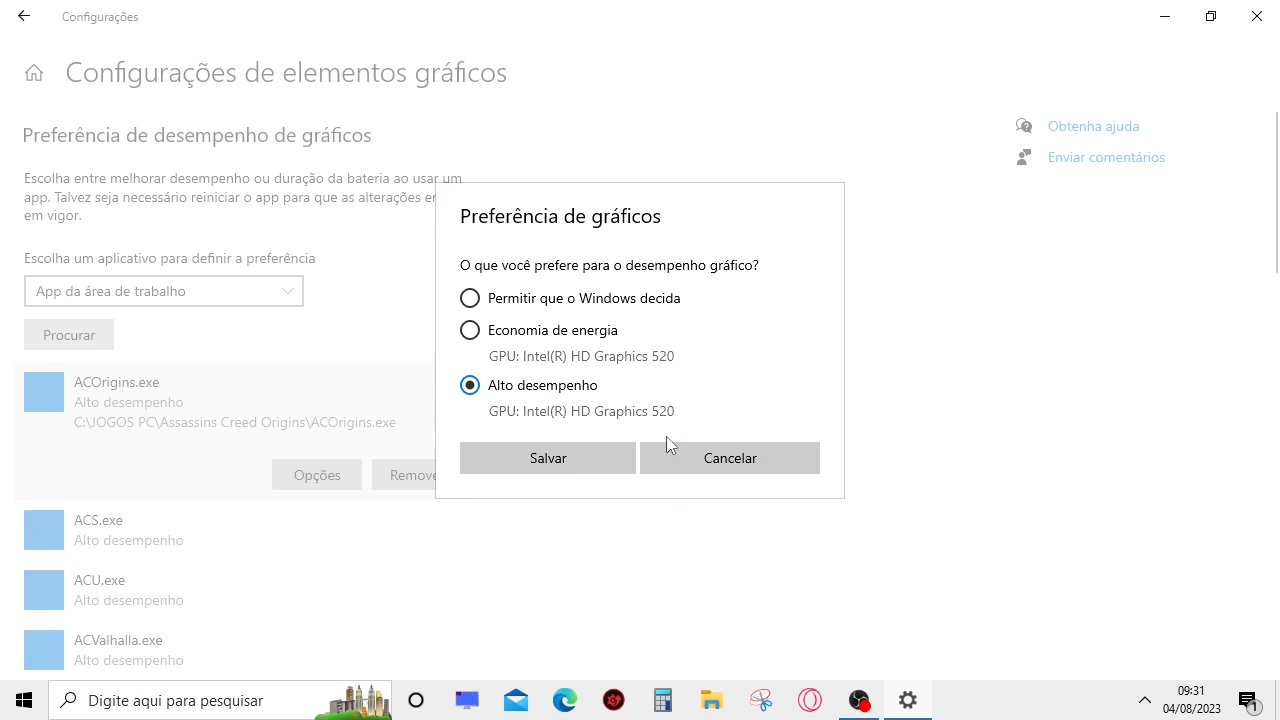 Configurações
Configurações de elementos gráficos
Preferência de desempenho de gráficos
Escolha entre melhorar desempenho ou duração da bateria ao usar um
app. Talvez seja necessário reiniciar o app para que as alterações
em vigor.
Escolha um aplicativo para definir a preferência
App da área de trabalho
Procurar
ACOrigins.exe
Alto desempenho
C:\JOGOS PC\Assassins Creed Origins\ACOrigins.exe
Opções
Remove
ACS.exe
Alto desempenho
ACU.exe
Alto desempenho
ACValhalla.exe
Alto desempenho
Preferência de gráficos
O que você prefere para o desempenho gráfico?
Permitir que o Windows decida
Economia de energia
GPU: Intel(R) HD Graphics 520
Alto desempenho
GPU: Intel(R) HD Graphics 520
Salvar
Cancelar
Obtenha ajuda
Enviar comentários
Digite aqui para pesquisar
09:31
04/08/2023
1